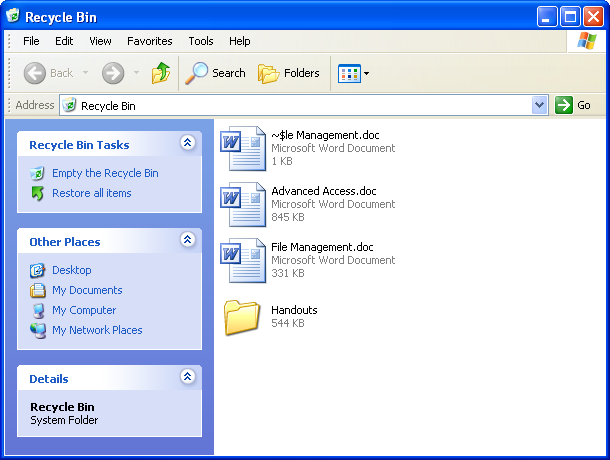 Recycle Bin
File Edit View Favorites Tools Help
Back Search Folders
Address Recycle Bin Go
Recycle Bin Tasks
Empty the Recycle Bin
Restore all items
Other Places
Desktop
My Documents
My Computer
My Network Places
Details
Recycle Bin
System Folder
~$le Management.doc
Microsoft Word Document
1 KB
Advanced Access.doc
Microsoft Word Document
845 KB
File Management.doc
Microsoft Word Document
331 KB
Handouts
544 KB